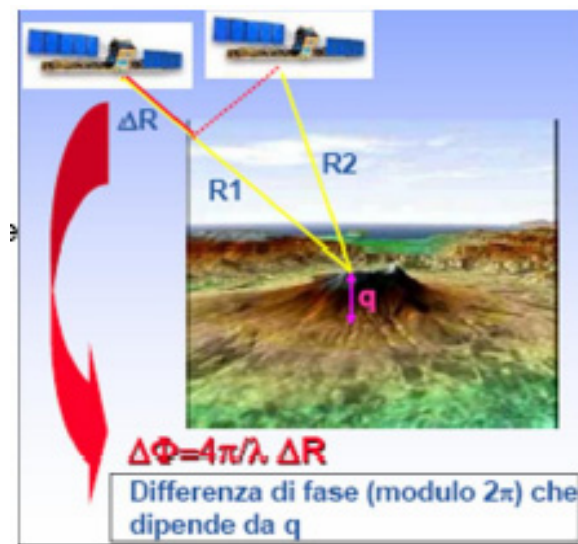 ΔR
R1
R2
q
ΔΦ=4π/λ ΔR
Differenza di fase (modulo 2π) che
dipende da q